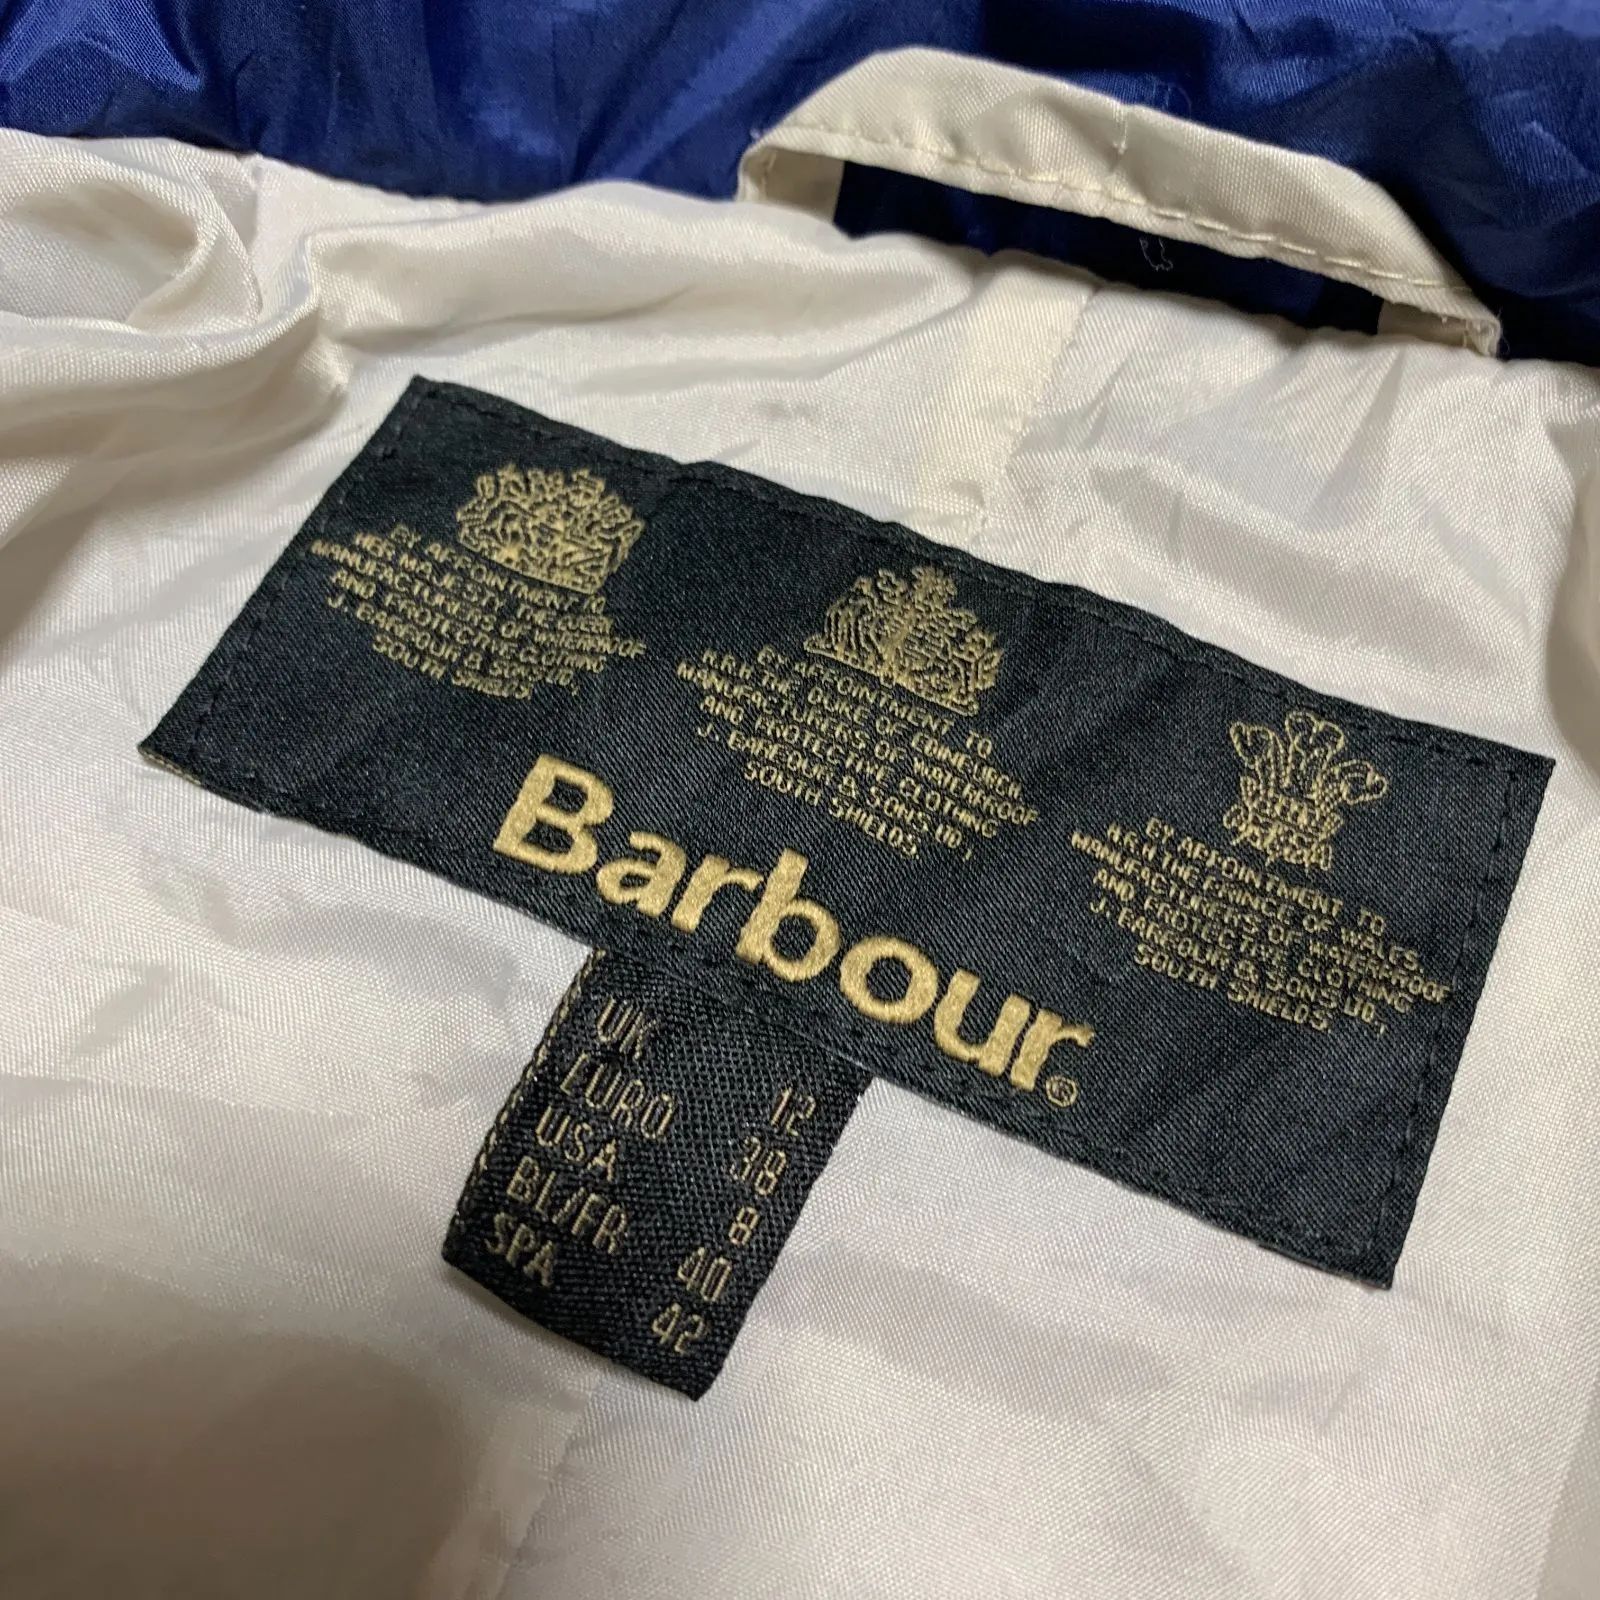 BY APPOINTMENT TO
HER MAJESTY THE QUEEN
MANUFACTURERS OF WATERPROOF
AND PROTECTIVE CLOTHING
J. BARBOUR & SONS LTD,
SOUTH SHIELDS.
BY APPOINTMENT TO
H.R.H. THE DUKE OF EDINBURGH
MANUFACTURERS OF WATERPROOF
AND PROTECTIVE CLOTHING
J. BARBOUR & SONS LTD,
SOUTH SHIELDS.
BY APPOINTMENT TO
H.R.H THE PRINCE OF WALES
MANUFACTURERS OF WATERPROOF
AND PROTECTIVE CLOTHING
J. BARBOUR & SONS LTD,
SOUTH SHIELDS.
Barbour®
UK 12
EURO 38
USA 8
BL/FR 40
SPA 42